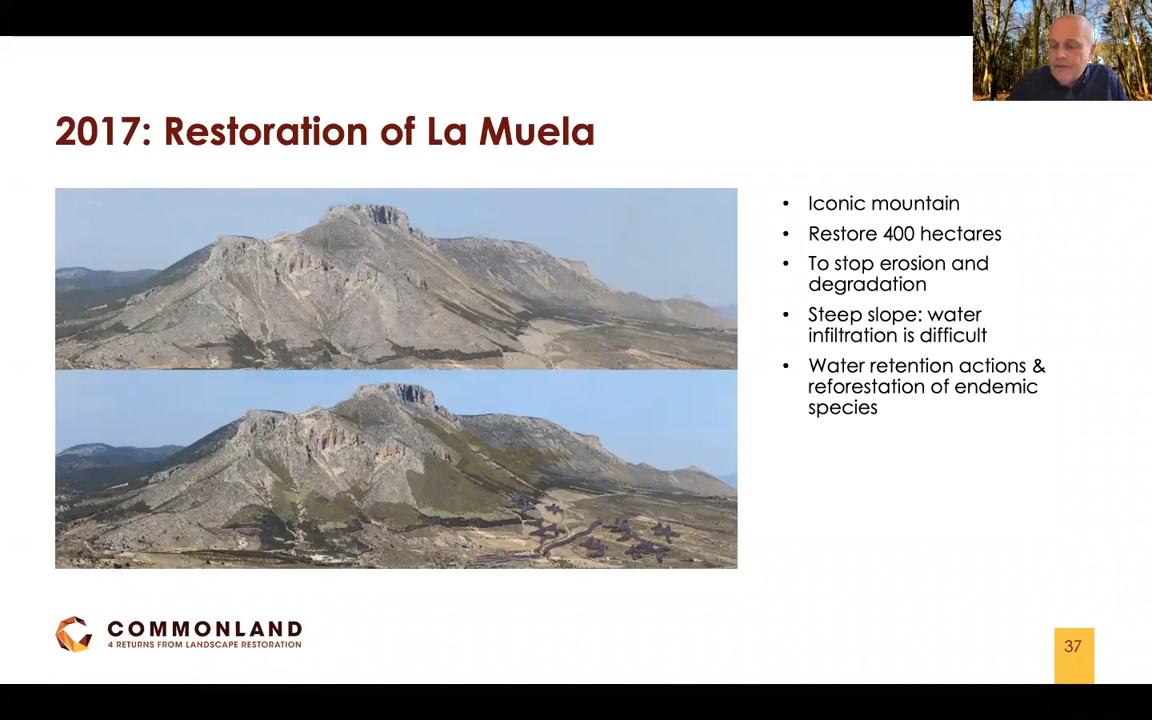 2017: Restoration of La Muela
• Iconic mountain
• Restore 400 hectares
• To stop erosion and
degradation
• Steep slope: water
infiltration is difficult
• Water retention actions &
reforestation of endemic
species
COMMONLAND
4 RETURNS FROM LANDSCAPE RESTORATION
37